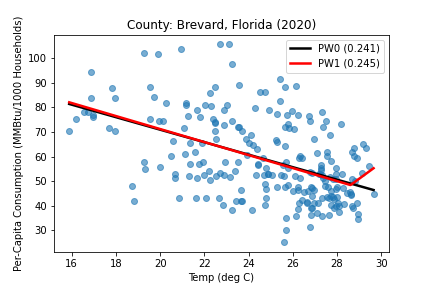 County: Brevard, Florida (2020)
Per-Capita Consumption (MMBtu/1000 Households)
100
90
80
70
60
50
40
30
PW0 (0.241)
PW1 (0.245)
16 18 20 22 24 26 28 30
Temp (deg C)